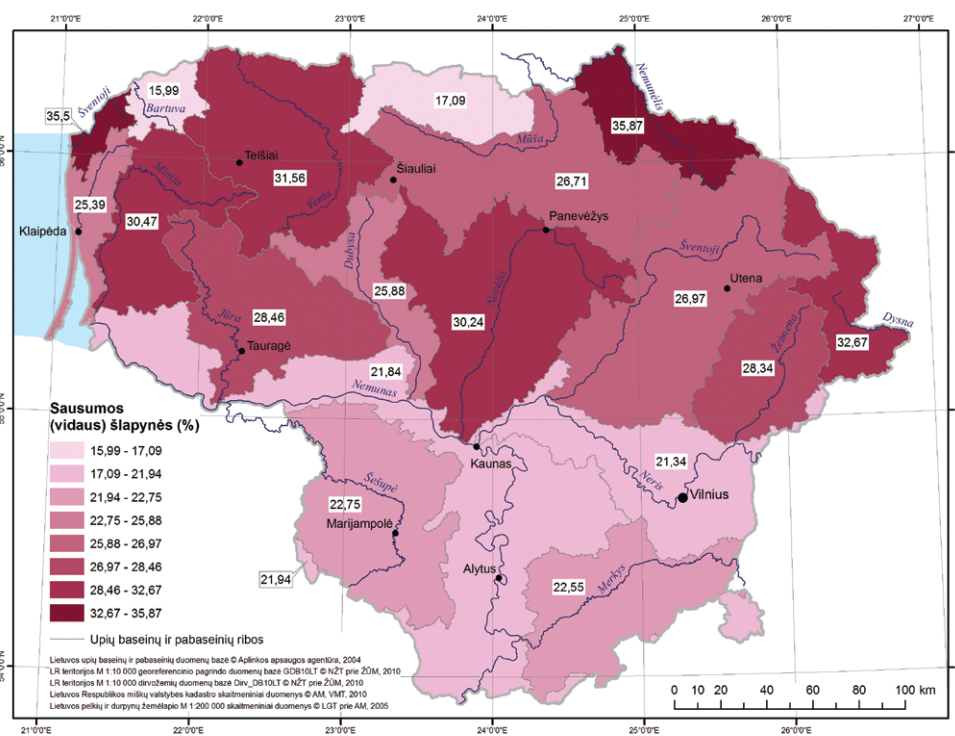 21°0'0"E 22°0'0"E 23°0'0"E 24°0'0"E 25°0'0"E 26°0'0"E 27°0'0"E
15,99
Bartuva
Šventoji
35,5
17,09
Nemunėlis
35,87
Mūša
Telšiai
31,56
Minija
Venta
Šiauliai
26,71
25,39
Klaipėda
30,47
Panevėžys
Dubysa
Šventoji
Utena
Nevėžis
25,88
26,97
Jūra
28,46
30,24
Žeimena
Dysna
32,67
Tauragė
21,84
28,34
Nemunas
Sausumos
(vidaus) šlapynės (%)
15,99 - 17,09
17,09 - 21,94
21,94 - 22,75
22,75 - 25,88
25,88 - 26,97
26,97 - 28,46
28,46 - 32,67
32,67 - 35,87
Upių baseinų ir pabaseinių ribos
Kaunas
21,34
Neris
Vilnius
Šešupė
22,75
Marijampolė
21,94
Alytus
22,55
Merkys
Lietuvos upių baseinų ir pabaseinių duomenų bazė © Aplinkos apsaugos agentūra, 2004
LR teritorijos M 1:10 000 georeferencinio pagrindo duomenų bazė GDB10LT © NŽT prie ŽŪM, 2010
LR teritorijos M 1:10 000 dirvožemių duomenų bazė Dirv_DB10LT © NŽT prie ŽŪM, 2010
Lietuvos Respublikos miškų valstybės kadastro skaitmeniniai duomenys © AM, VMT, 2010
Lietuvos pelkių ir durpynų žemėlapio M 1:200 000 skaitmeniniai duomenys © LGT prie AM, 2005
0 10 20 40 60 80 100 km
21°0'0"E 22°0'0"E 23°0'0"E 24°0'0"E 25°0'0"E 26°0'0"E